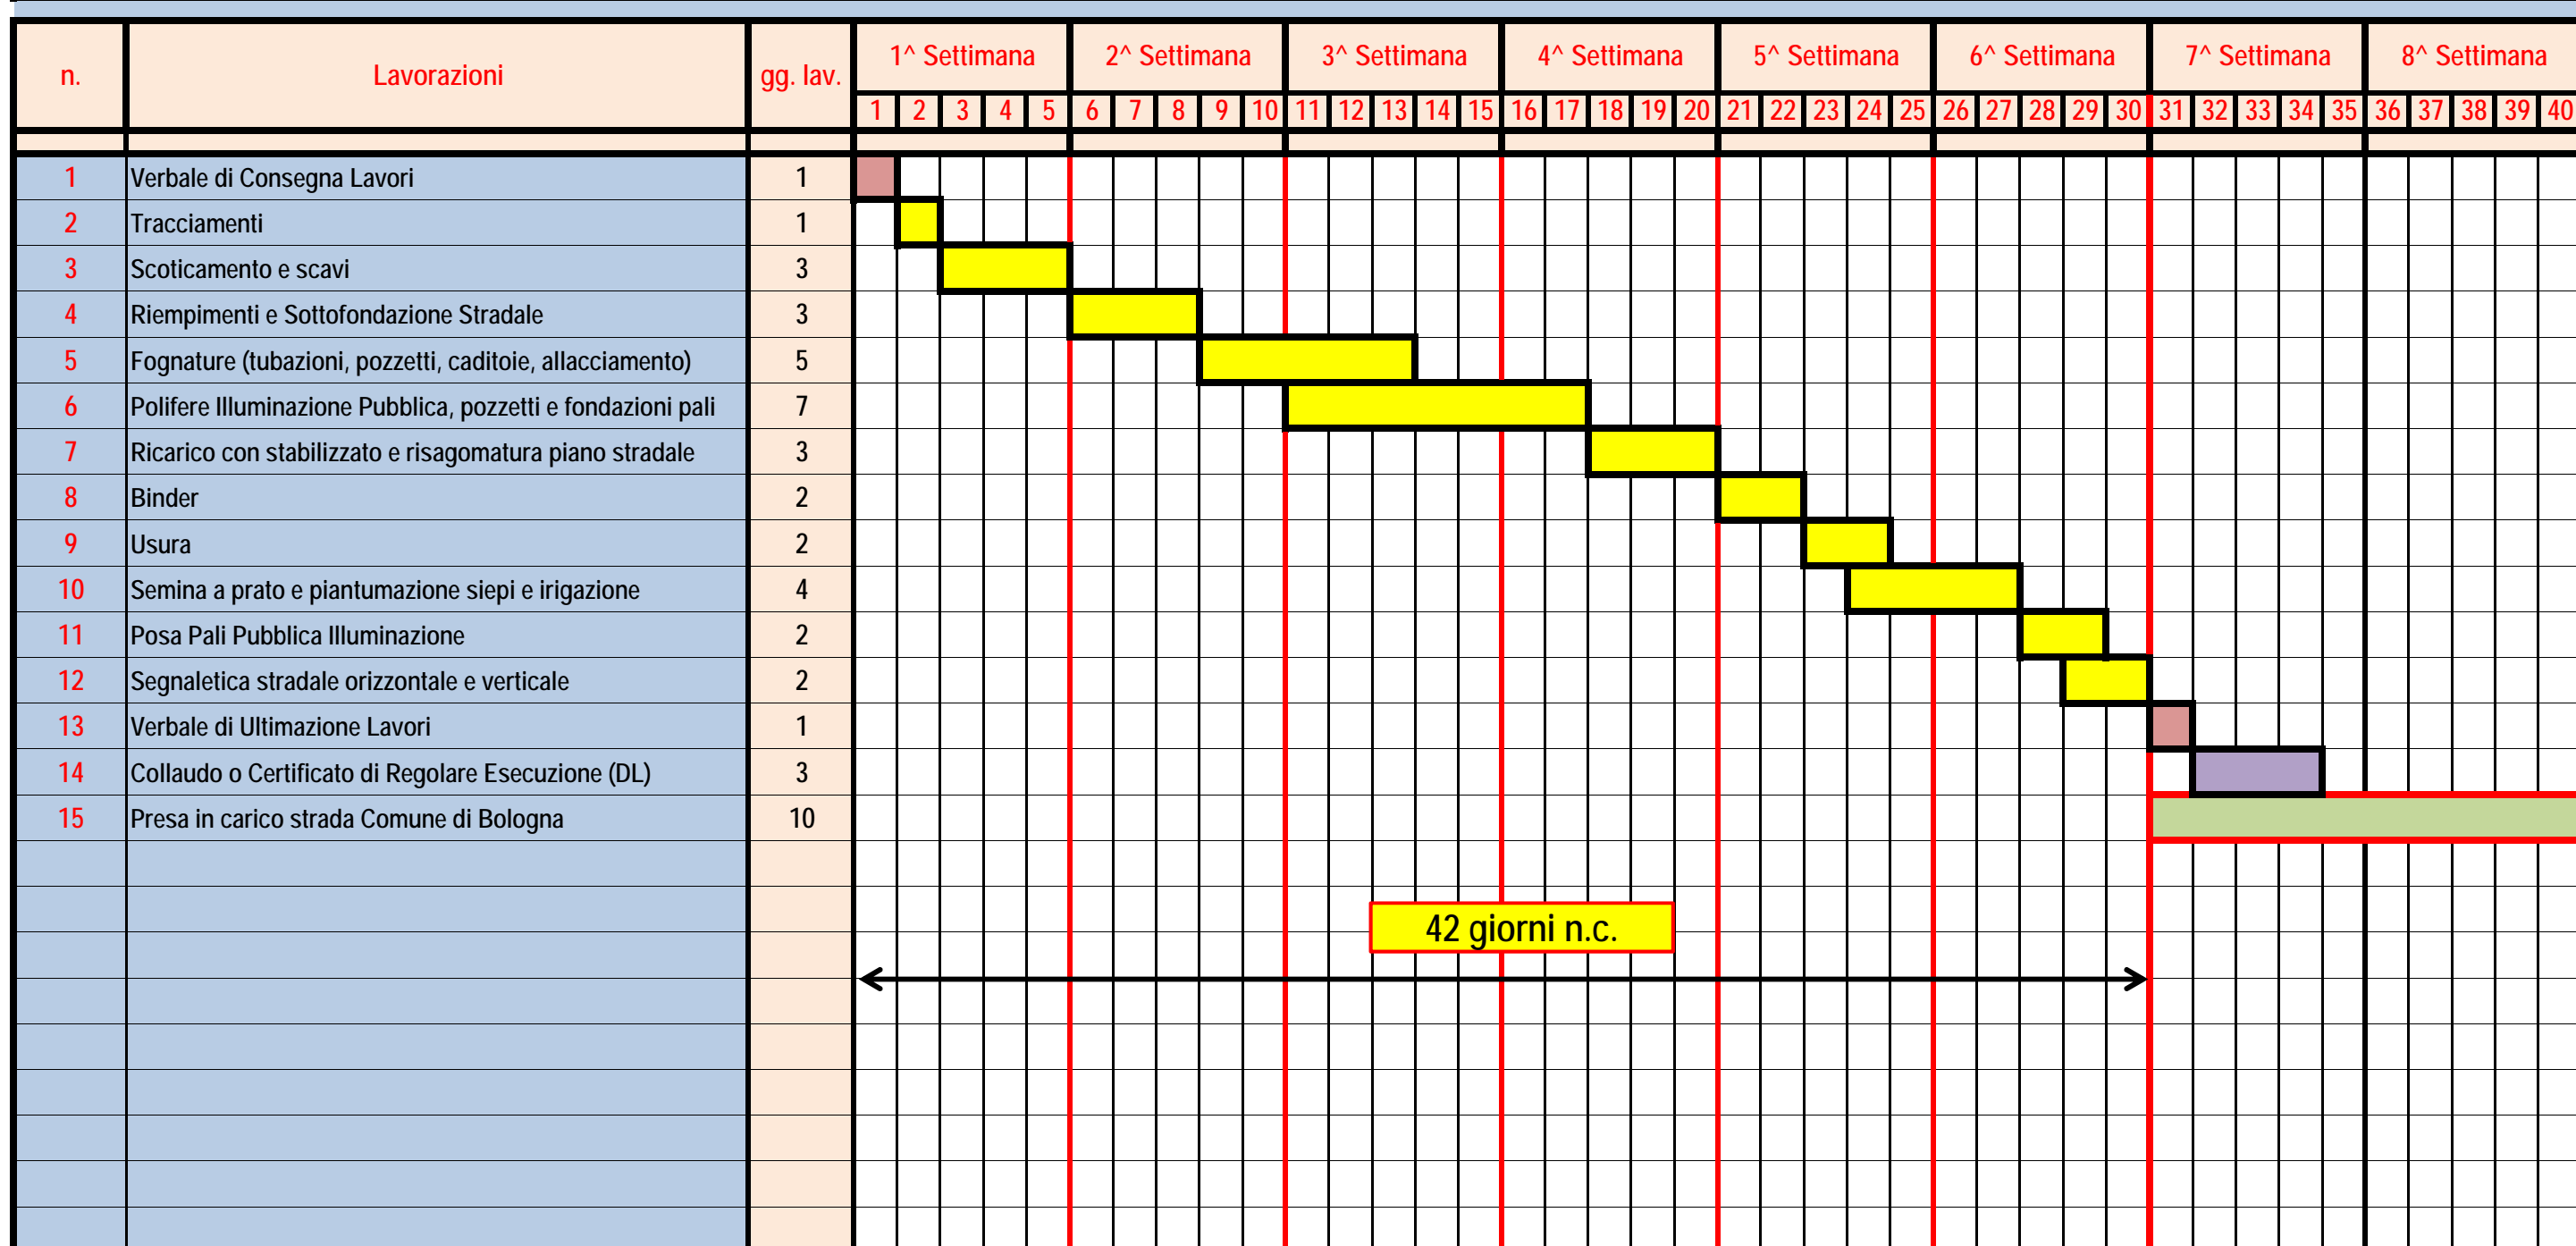 n. Lavorazioni gg. lav. 1^ Settimana 2^ Settimana 3^ Settimana 4^ Settimana 5^ Settimana 6^ Settimana 7^ Settimana 8^ Settimana
1 2 3 4 5 6 7 8 9 10 11 12 13 14 15 16 17 18 19 20 21 22 23 24 25 26 27 28 29 30 31 32 33 34 35 36 37 38 39 40
1 Verbale di Consegna Lavori 1
2 Tracciamenti 1
3 Scoticamento e scavi 3
4 Riempimenti e Sottofondazione Stradale 3
5 Fognature (tubazioni, pozzetti, caditoie, allacciamento) 5
6 Polifere Illuminazione Pubblica, pozzetti e fondazioni pali 7
7 Ricarico con stabilizzato e risagomatura piano stradale 3
8 Binder 2
9 Usura 2
10 Semina a prato e piantumazione siepi e irigazione 4
11 Posa Pali Pubblica Illuminazione 2
12 Segnaletica stradale orizzontale e verticale 2
13 Verbale di Ultimazione Lavori 1
14 Collaudo o Certificato di Regolare Esecuzione (DL) 3
15 Presa in carico strada Comune di Bologna 10
42 giorni n.c.